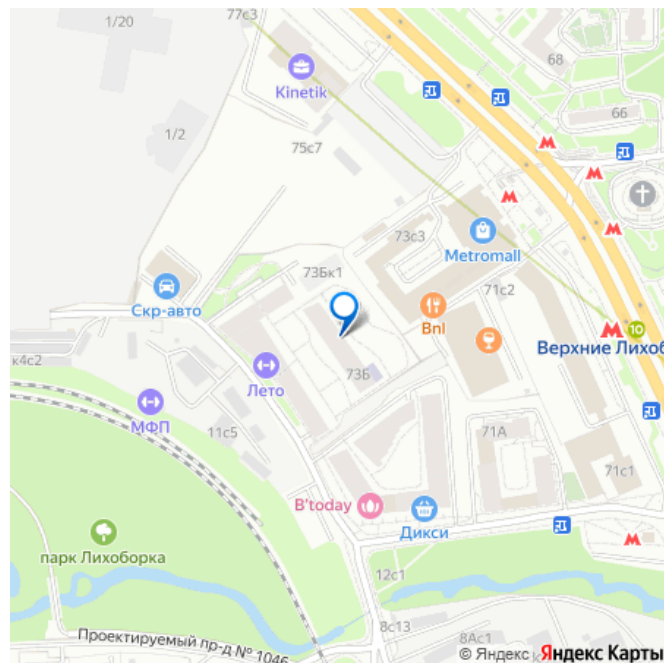 77с3
1/20
Kinetik
68
66
1/2
75с7
73с3
Metromall
73Бк1
71с2
Скр-авто
Bnl
10
Верхние Лихоб
к4с2
Лето
73Б
МФП
11с5
71А
71с1
B'today
Дикси
парк Лихоборка
12с1
8с13
8Ас1
Проектируемый пр-д № 1046
© Яндекс Яндекс Карты